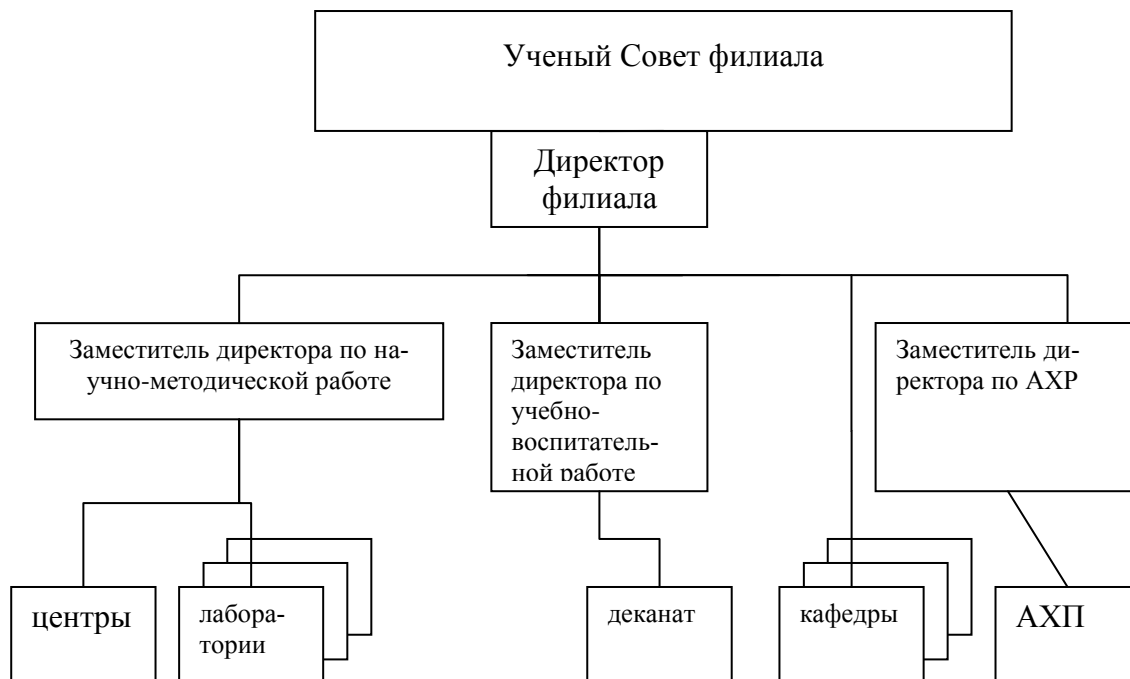 Ученый Совет филиала
Директор
филиала
Заместитель директора по на-
учно-методической работе
Заместитель
директора по
учебно-
воспитатель-
ной работе
Заместитель ди-
ректора по АХР
центры
лабора-
тории
деканат
кафедры
АХП